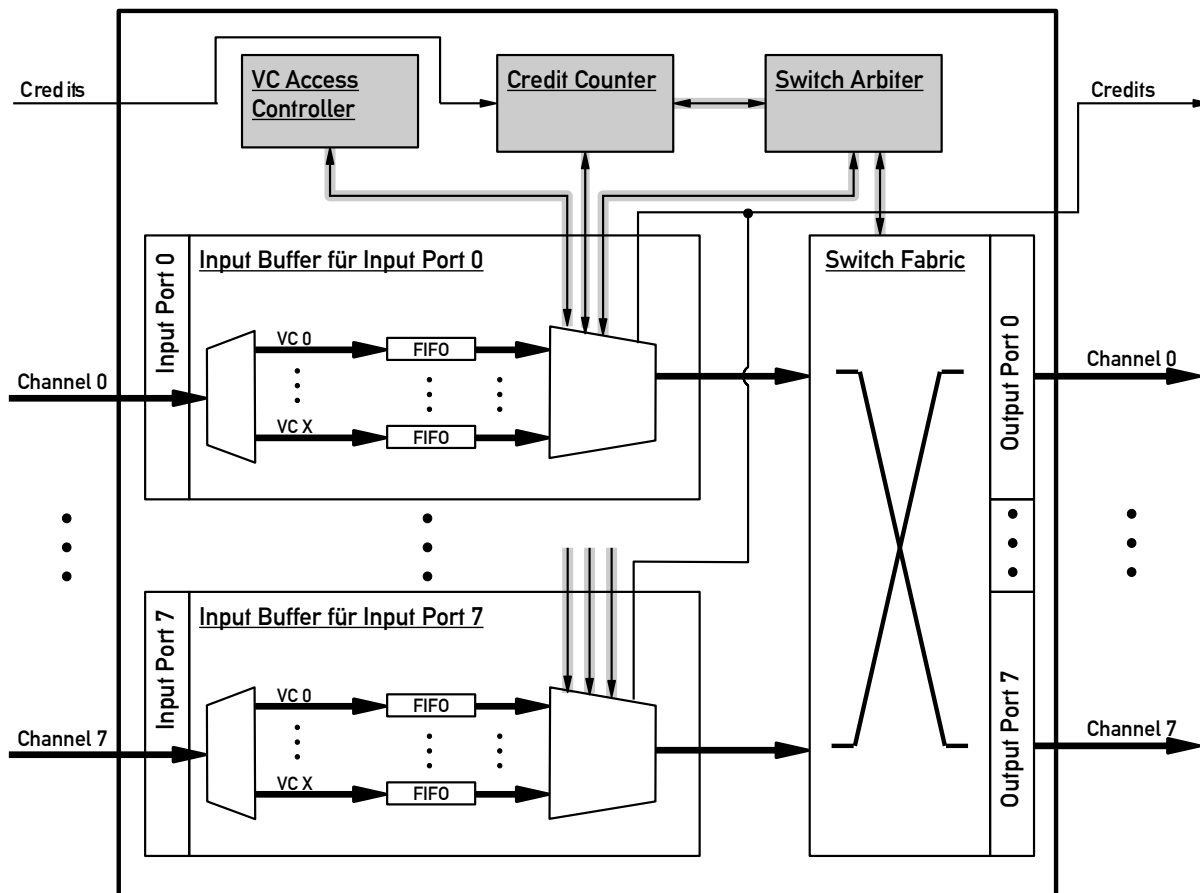 VC Access
Controller
Credit Counter
Switch Arbiter
Credits
Credits
Input Port 0
Input Buffer für Input Port 0
VC 0
FIFO
VC X
FIFO
Channel 0
Switch Fabric
Output Port 0
Channel 0
Input Port 7
Input Buffer für Input Port 7
VC 0
FIFO
VC X
FIFO
Channel 7
Output Port 7
Channel 7